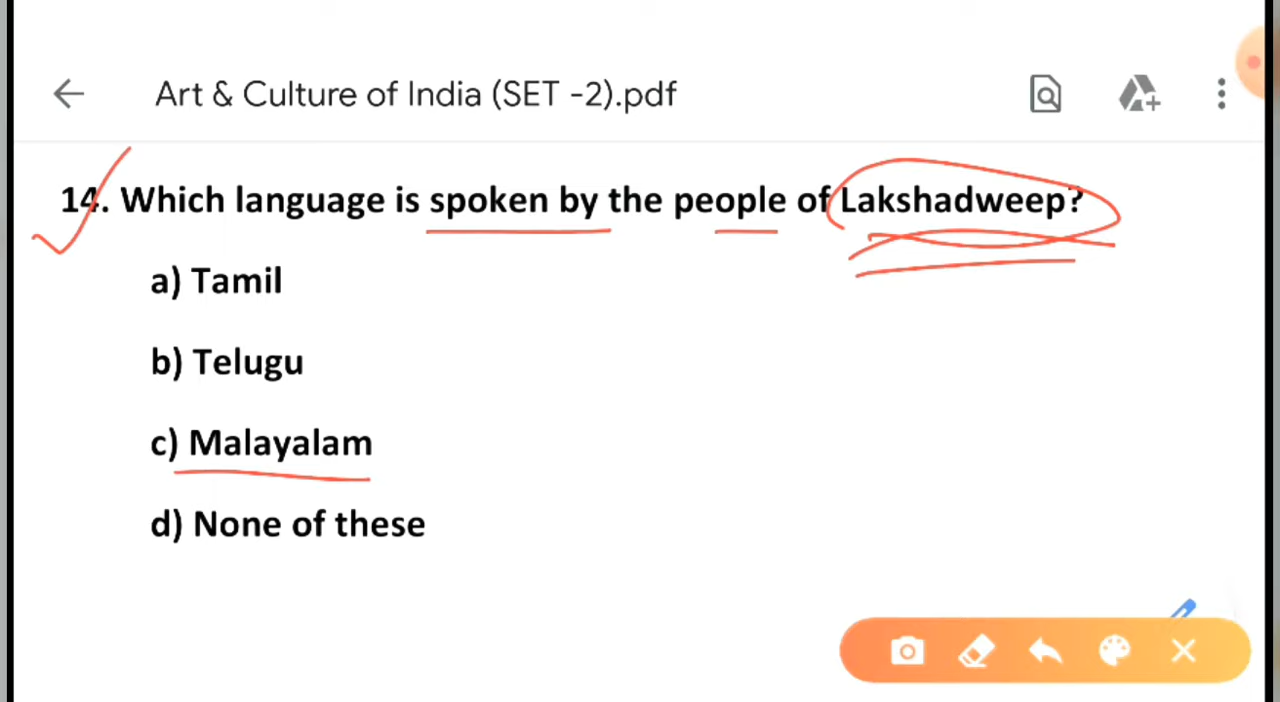 Art & Culture of India (SET -2).pdf
14. Which language is spoken by the people of Lakshadweep?
a) Tamil
b) Telugu
c) Malayalam
d) None of these